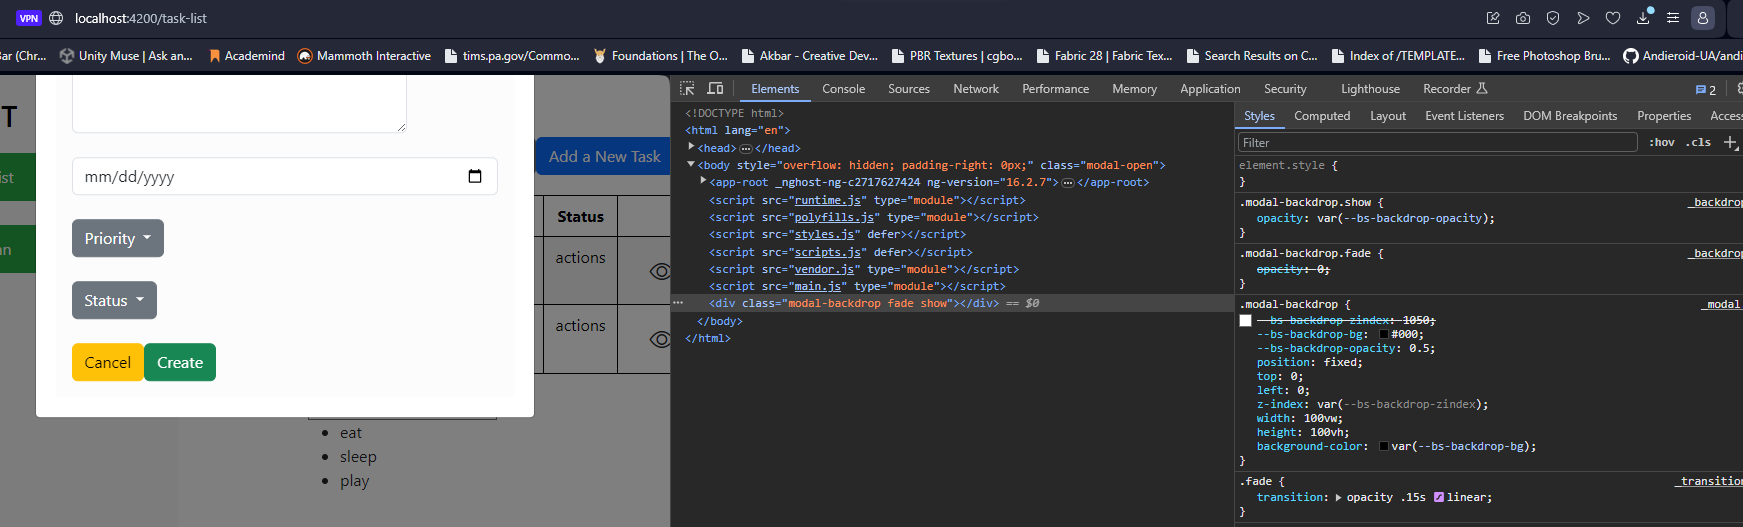 VPN localhost:4200/task-list
Bar (Chr... Unity Muse | Ask an... Academind Mammoth Interactive tims.pa.gov/Commo... Foundations | The O... Akbar - Creative Dev... PBR Textures | cgbo... Fabric 28 | Fabric Tex... Search Results on C... Index of /TEMPLATE... Free Photoshop Bru... Andieroid-UA/andi
T
ist
an
mm/dd/yyyy
Priority
Status
Cancel Create
Add a New Task
Status
actions
actions
eat
sleep
play
Elements Console Sources Network Performance Memory Application Security Lighthouse Recorder 2
<!DOCTYPE html>
<html lang="en">
<head> ... </head>
<body style="overflow: hidden; padding-right: 0px;" class="modal-open">
<app-root _nghost-ng-c2717627424 ng-version="16.2.7"> ... </app-root>
<script src="runtime.js" type="module"></script>
<script src="polyfills.js" type="module"></script>
<script src="styles.js" defer></script>
<script src="scripts.js" defer></script>
<script src="vendor.js" type="module"></script>
<script src="main.js" type="module"></script>
... <div class="modal-backdrop fade show"></div> == $0
</body>
</html>
Styles Computed Layout Event Listeners DOM Breakpoints Properties Access
Filter :hov .cls +
element.style {
}
.modal-backdrop.show { _backdrop
opacity: var(--bs-backdrop-opacity);
}
.modal-backdrop.fade { _backdrop
opacity: 0;
}
.modal-backdrop { _modal
--bs-backdrop-zindex: 1050;
--bs-backdrop-bg: #000;
--bs-backdrop-opacity: 0.5;
position: fixed;
top: 0;
left: 0;
z-index: var(--bs-backdrop-zindex);
width: 100vw;
height: 100vh;
background-color: var(--bs-backdrop-bg);
}
.fade { _transition
transition: opacity .15s linear;
}